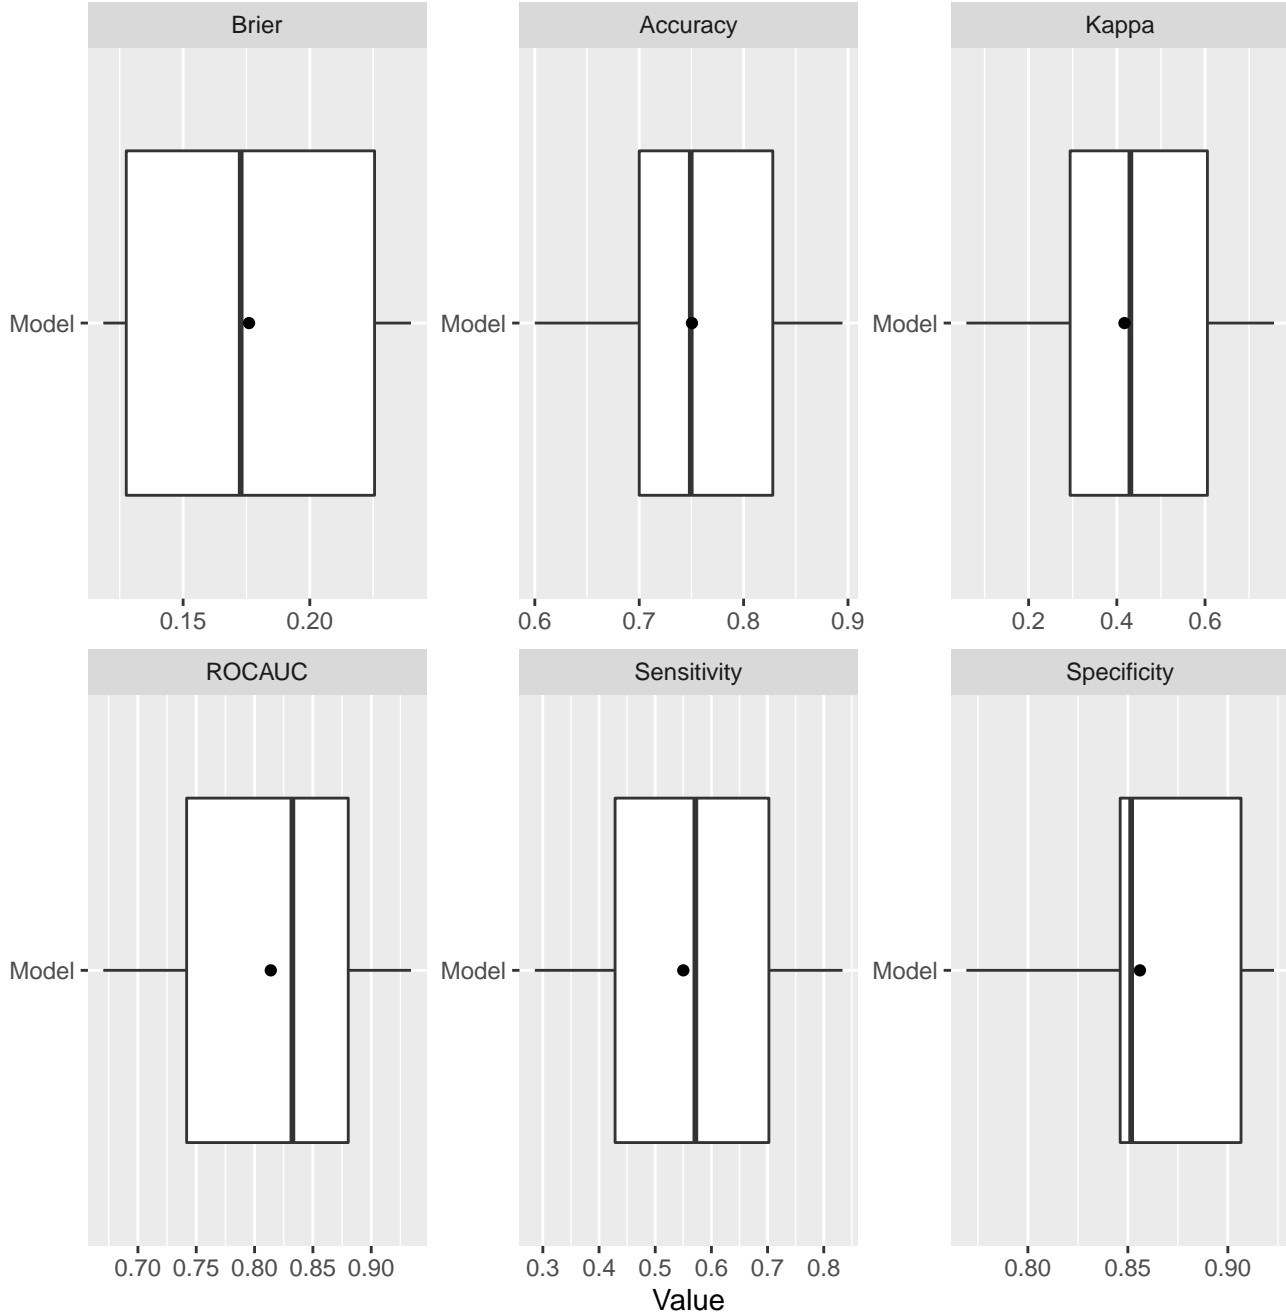 Brier Accuracy Kappa
Model Model Model
0.15 0.20 0.6 0.7 0.8 0.9 0.2 0.4 0.6
ROCAUC Sensitivity Specificity
Model Model Model
0.70 0.75 0.80 0.85 0.90 0.3 0.4 0.5 0.6 0.7 0.8 0.80 0.85 0.90
Value